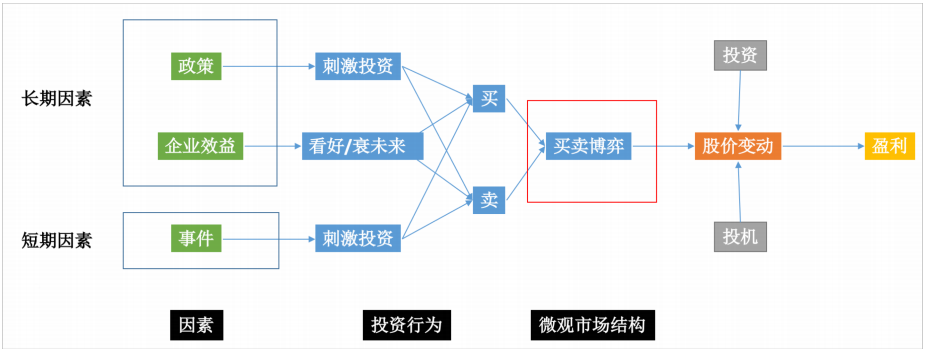 长期因素
政策
刺激投资
企业效益
看好/衰未来
买
卖
买卖博弈
投资
股价变动
盈利
投机
短期因素
事件
刺激投资
因素
投资行为
微观市场结构